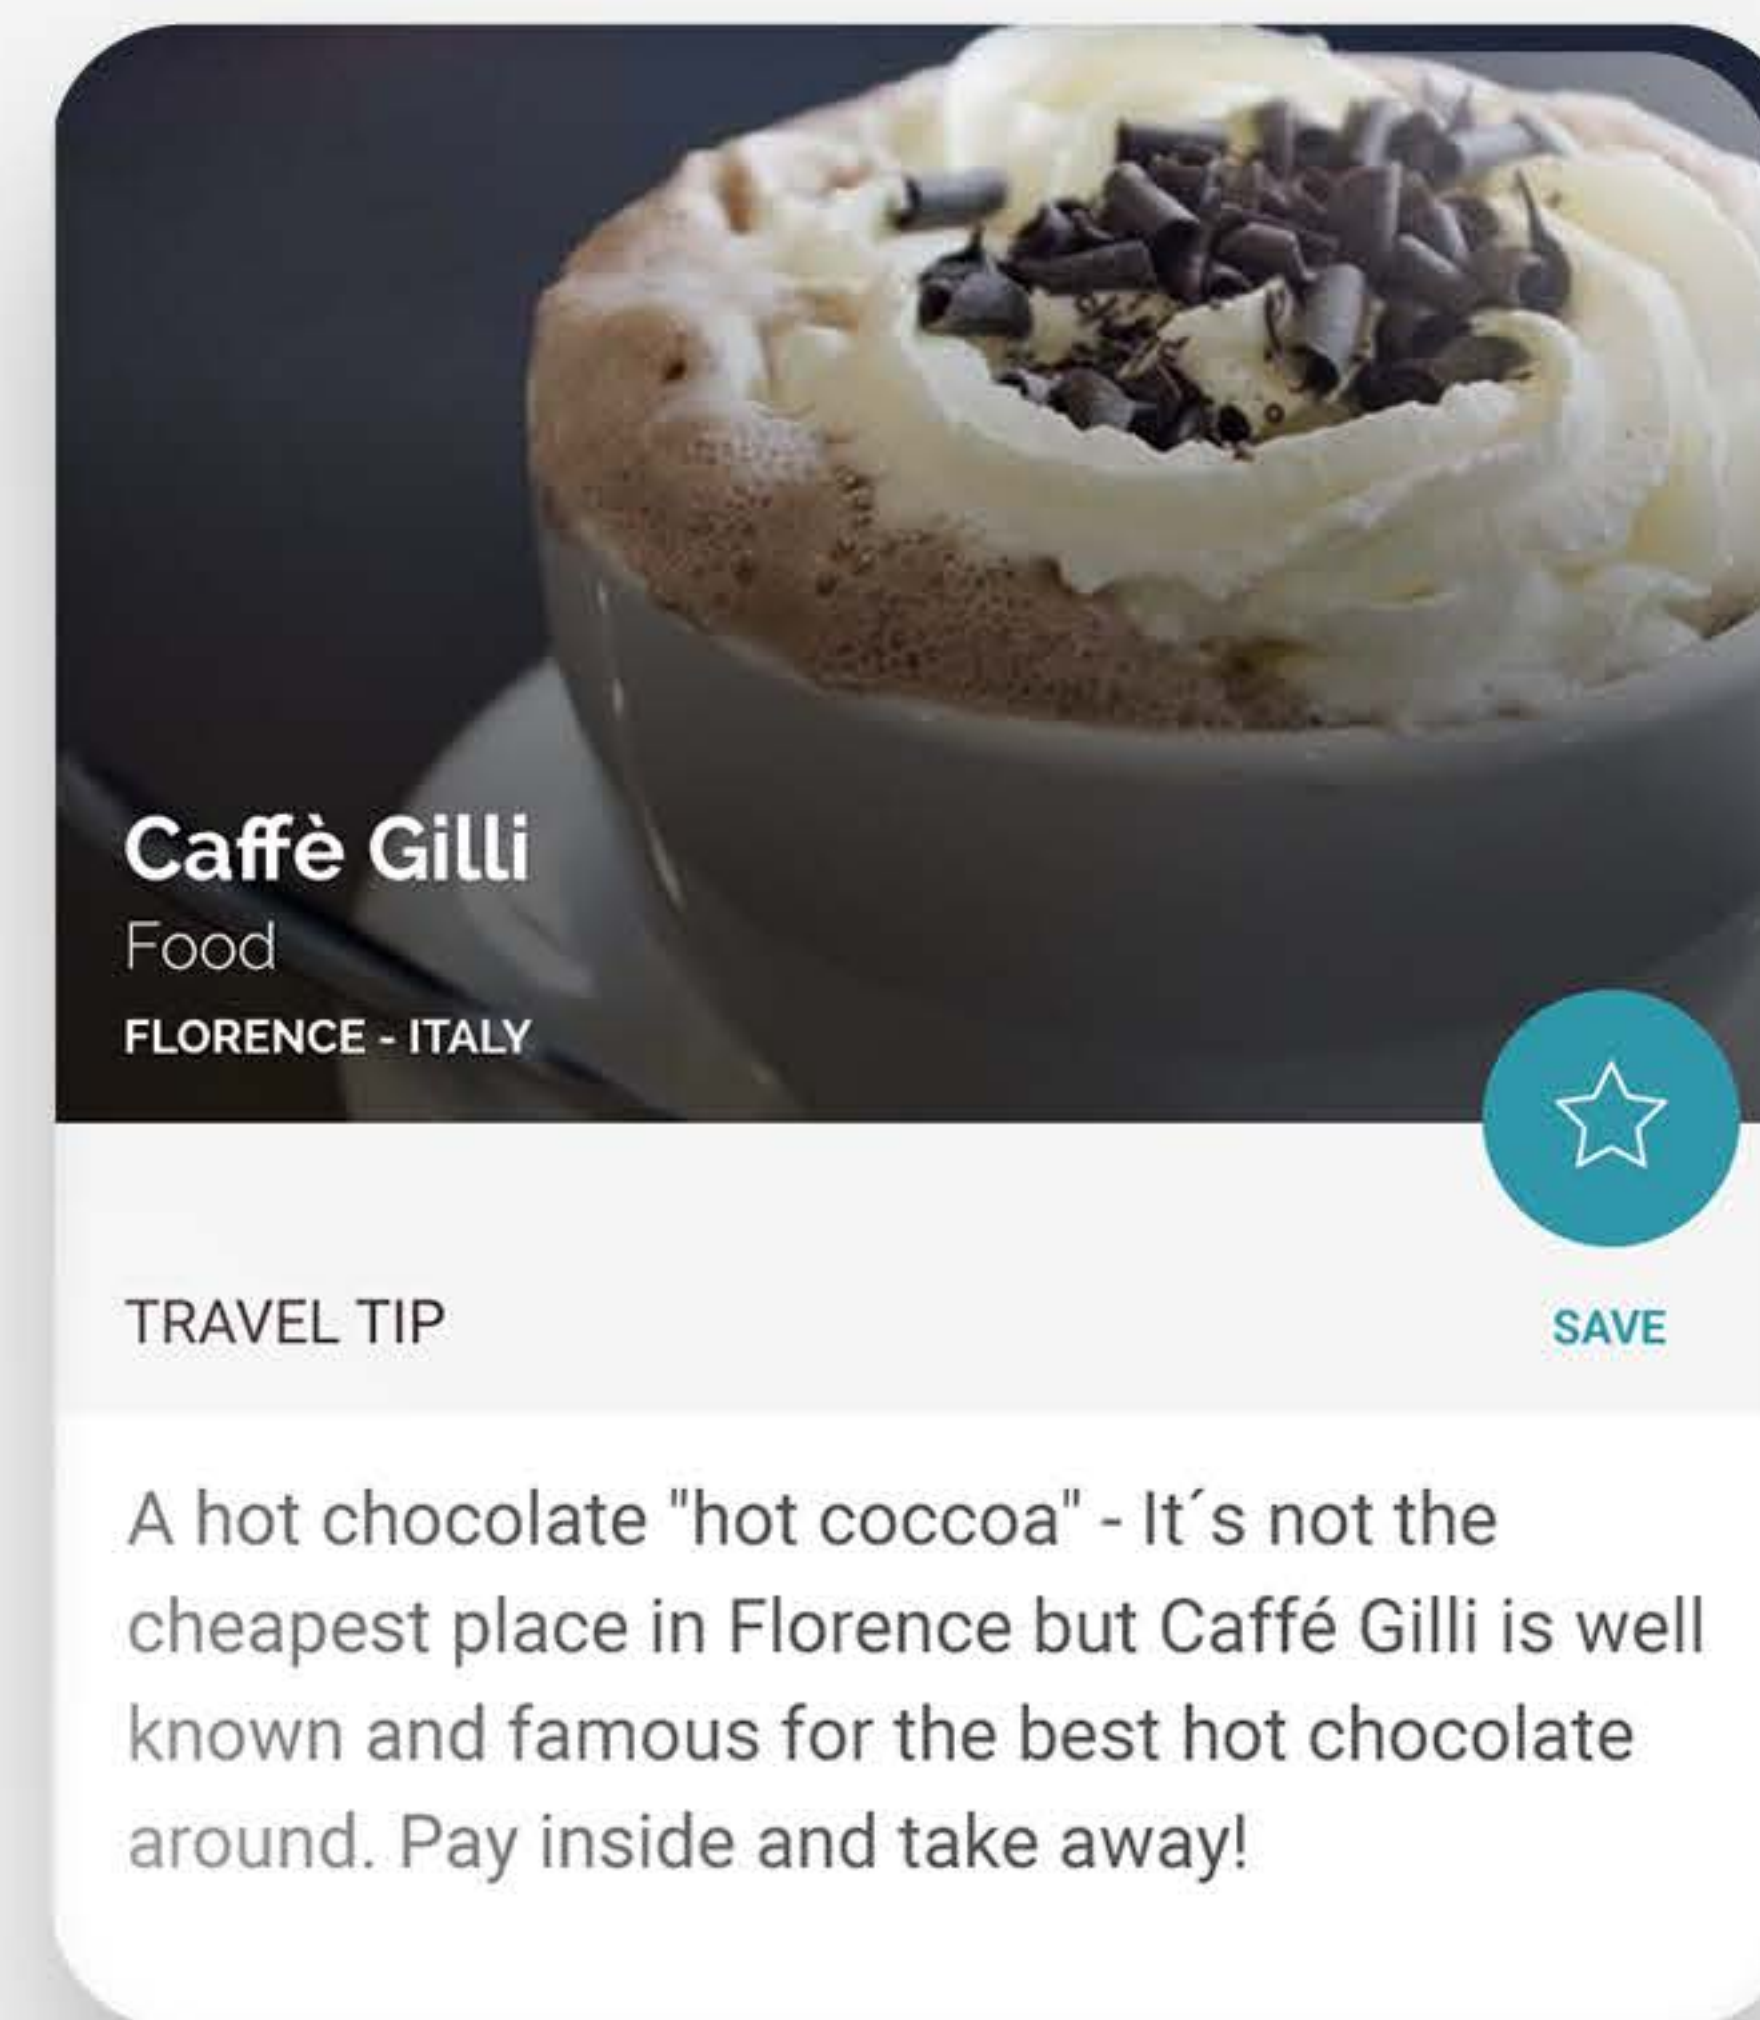 Caffè Gilli
Food
FLORENCE - ITALY
TRAVEL TIP
SAVE
A hot chocolate "hot coccoa" - It´s not the
cheapest place in Florence but Caffé Gilli is well
known and famous for the best hot chocolate
around. Pay inside and take away!